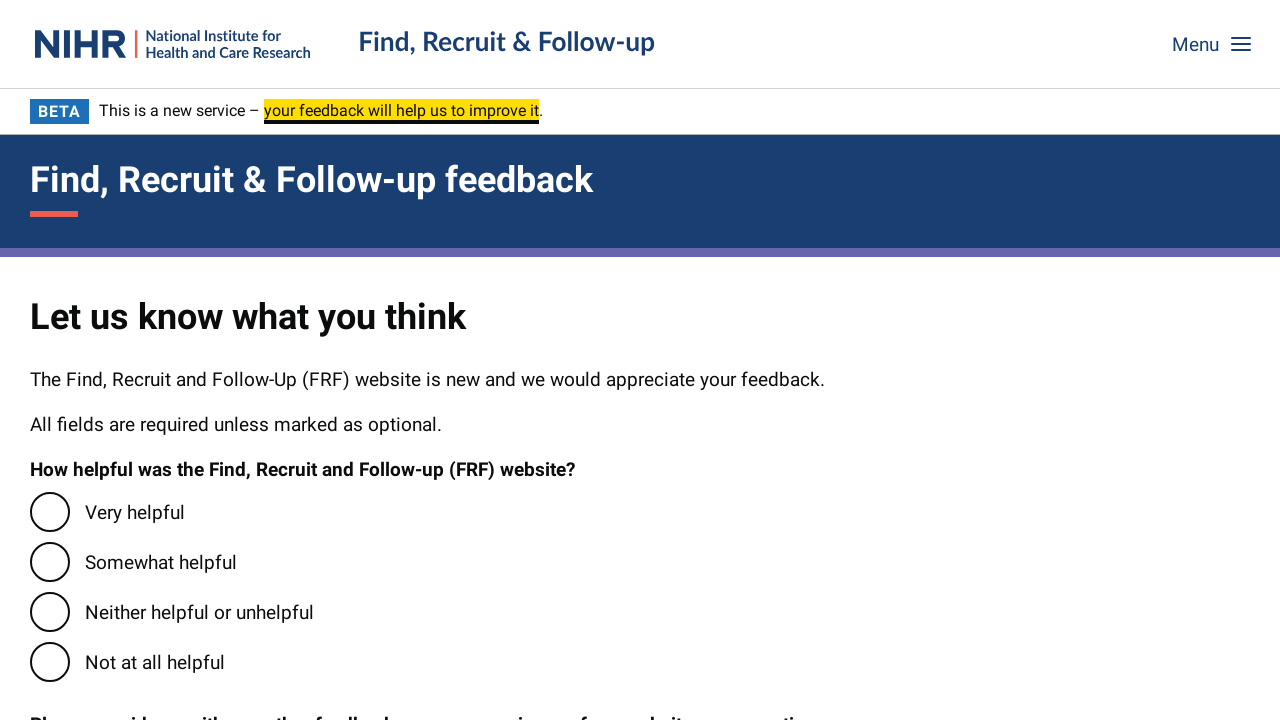 NIHR
National Institute for
Health and Care Research
Find, Recruit & Follow-up
Menu
BETA
This is a new service – your feedback will help us to improve it.
Find, Recruit & Follow-up feedback
Let us know what you think
The Find, Recruit and Follow-Up (FRF) website is new and we would appreciate your feedback.
All fields are required unless marked as optional.
How helpful was the Find, Recruit and Follow-up (FRF) website?
Very helpful
Somewhat helpful
Neither helpful or unhelpful
Not at all helpful